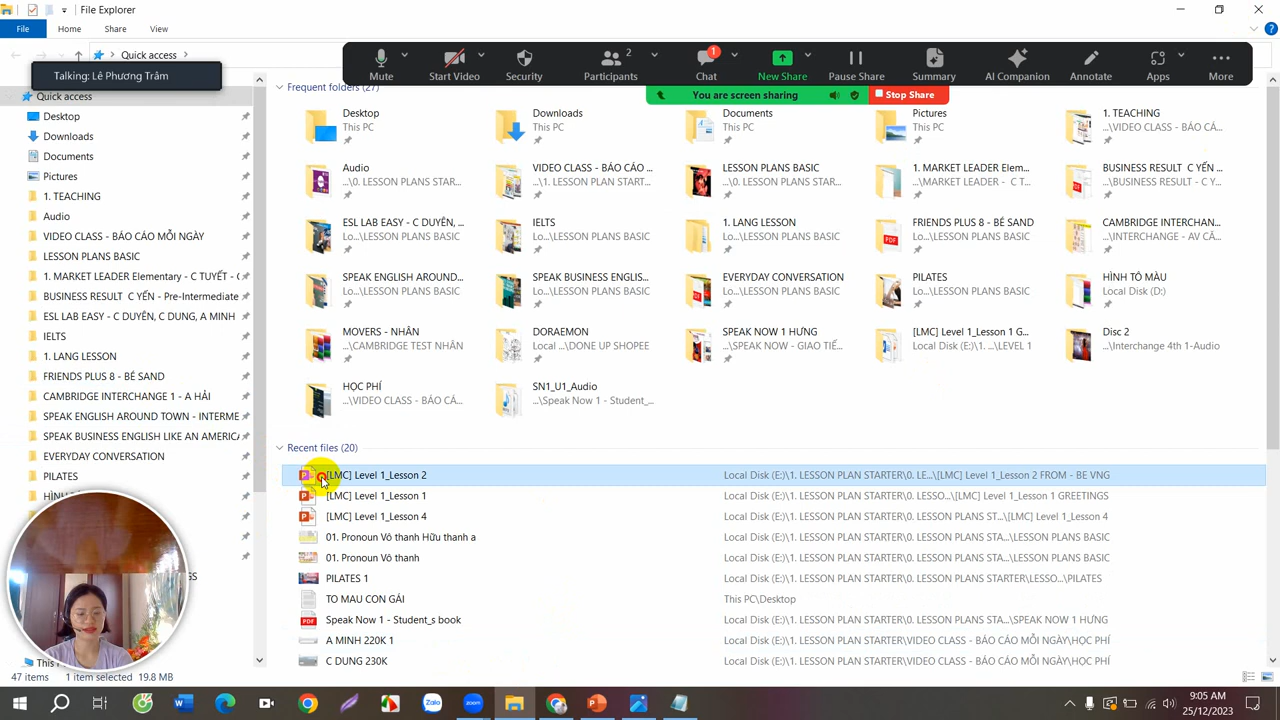 File Explorer
File
Home
Share
View
Quick access
Talking: Lê Phương Trâm
Mute
Start Video
Security
2
Participants
1
Chat
New Share
Pause Share
Summary
AI Companion
Annotate
Apps
More
You are screen sharing
Stop Share
Quick access
Desktop
Downloads
Documents
Pictures
1. TEACHING
Audio
VIDEO CLASS - BÁO CÁO MỖI NGÀY
LESSON PLANS BASIC
1. MARKET LEADER Elementary - C TUYẾT - C
BUSINESS RESULT C YẾN - Pre-Intermediate
ESL LAB EASY - C DUYÊN, C DUNG, A MINH
IELTS
1. LANG LESSON
FRIENDS PLUS 8 - BÉ SAND
CAMBRIDGE INTERCHANGE 1 - A HẢI
SPEAK ENGLISH AROUND TOWN - INTERME
SPEAK BUSINESS ENGLISH LIKE AN AMERICA
EVERYDAY CONVERSATION
PILATES
Frequent folders (27)
Desktop
This PC
Downloads
This PC
Documents
This PC
Pictures
This PC
1. TEACHING
...\VIDEO CLASS - BÁO CÁ...
Audio
...\0. LESSON PLANS STAR...
VIDEO CLASS - BÁO CÁO ...
...\1. LESSON PLAN START...
LESSON PLANS BASIC
...\0. LESSON PLANS STAR...
1. MARKET LEADER Elem...
...\MARKET LEADER - C T...
BUSINESS RESULT C YẾN ...
...\BUSINESS RESULT - C Y...
ESL LAB EASY - C DUYÊN, ...
Lo...\LESSON PLANS BASIC
IELTS
Lo...\LESSON PLANS BASIC
1. LANG LESSON
Lo...\LESSON PLANS BASIC
FRIENDS PLUS 8 - BÉ SAND
Lo...\LESSON PLANS BASIC
CAMBRIDGE INTERCHAN...
...\INTERCHANGE - AV CĂ...
SPEAK ENGLISH AROUND...
Lo...\LESSON PLANS BASIC
SPEAK BUSINESS ENGLIS...
Lo...\LESSON PLANS BASIC
EVERYDAY CONVERSATION
Lo...\LESSON PLANS BASIC
PILATES
Lo...\LESSON PLANS BASIC
HÌNH TÔ MÀU
Local Disk (D:)
MOVERS - NHÂN
...\CAMBRIDGE TEST NHÂN
DORAEMON
Local ...\DONE UP SHOPEE
SPEAK NOW 1 HƯNG
...\SPEAK NOW - GIAO TIẾ...
[LMC] Level 1_Lesson 1 G...
Local Disk (E:)\1. ...\LEVEL 1
Disc 2
...\Interchange 4th 1-Audio
HỌC PHÍ
...\VIDEO CLASS - BÁO CÁ...
SN1_U1_Audio
...\Speak Now 1 - Student_...
Recent files (20)
[LMC] Level 1_Lesson 2
Local Disk (E:)\1. LESSON PLAN STARTER\0. LE...\[LMC] Level 1_Lesson 2 FROM - BE VNG
[LMC] Level 1_Lesson 1
Local Disk (E:)\1. LESSON PLAN STARTER\0. LESSO...\[LMC] Level 1_Lesson 1 GREETINGS
[LMC] Level 1_Lesson 4
Local Disk (E:)\1. LESSON PLAN STARTER\0. LESSON PLANS ST...\[LMC] Level 1_Lesson 4
01. Pronoun Vô thanh Hữu thanh a
Local Disk (E:)\1. LESSON PLAN STARTER\0. LESSON PLANS STA...\LESSON PLANS BASIC
01. Pronoun Vô thanh
Local Disk (E:)\1. LESSON PLAN STARTER\0. LESSON PLANS STA...\LESSON PLANS BASIC
PILATES 1
Local Disk (E:)\1. LESSON PLAN STARTER\0. LESSON PLANS STARTER\LESSO...\PILATES
TO MAU CON GÁI
This PC\Desktop
Speak Now 1 - Student_s book
Local Disk (E:)\1. LESSON PLAN STARTER\0. LESSON PLANS STA...\SPEAK NOW 1 HƯNG
A MINH 220K 1
Local Disk (E:)\1. LESSON PLAN STARTER\VIDEO CLASS - BÁO CÁO MỖI NGÀY\HỌC PHÍ
C DUNG 230K
Local Disk (E:)\1. LESSON PLAN STARTER\VIDEO CLASS - BÁO CÁO MỖI NGÀY\HỌC PHÍ
47 items
1 item selected
19.8 MB
Zalo
zoom
9:05 AM
25/12/2023